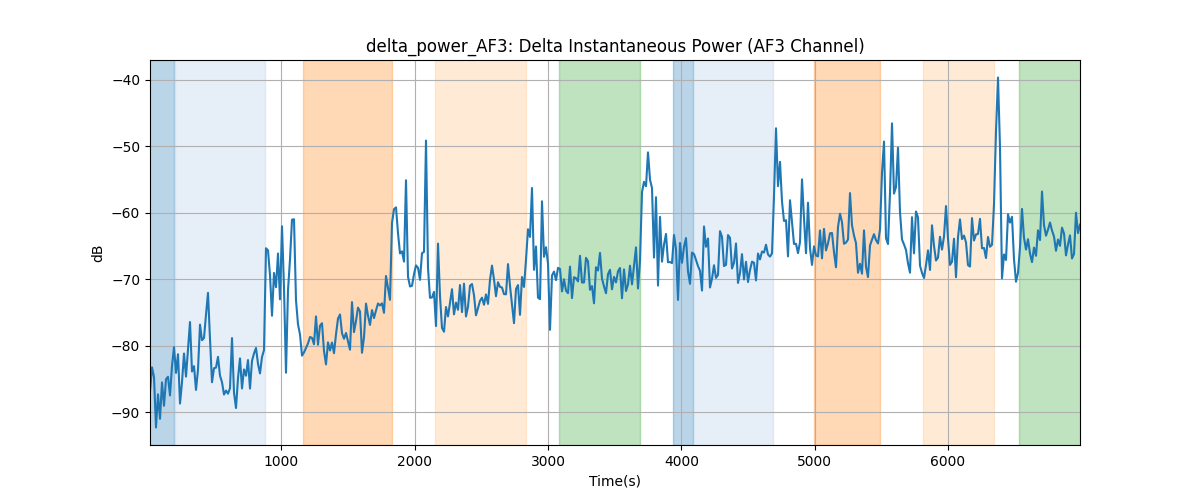 delta_power_AF3: Delta Instantaneous Power (AF3 Channel)
−40
−50
−60
−70
−80
−90
dB
1000 2000 3000 4000 5000 6000
Time(s)